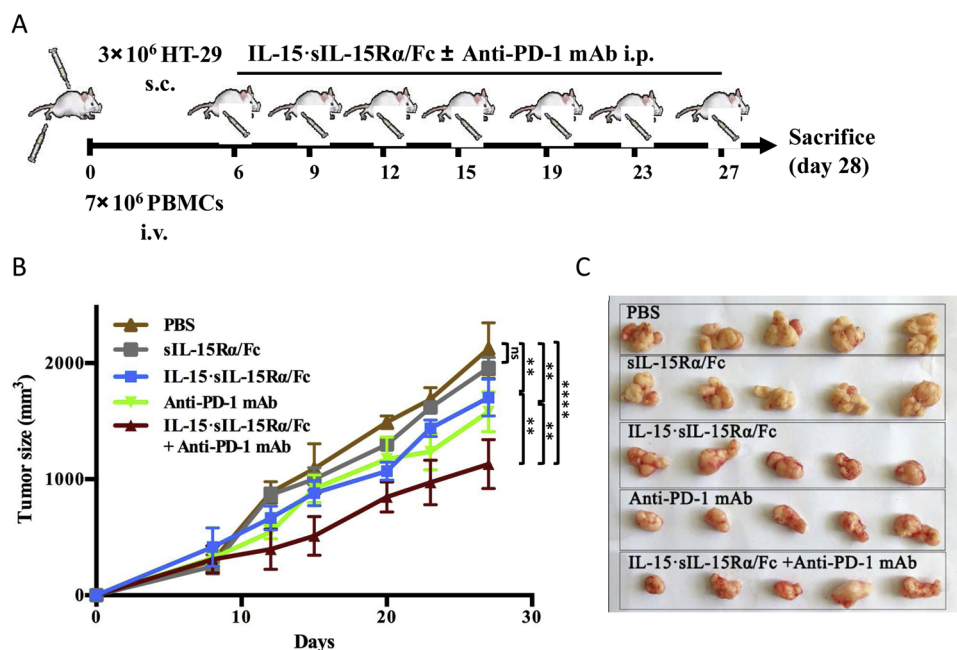 A
3×10⁶ HT-29
s.c.
IL-15·sIL-15Rα/Fc ± Anti-PD-1 mAb i.p.
0
6
9
12
15
19
23
27
Sacrifice
(day 28)
7×10⁶ PBMCs
i.v.
B
Tumor size (mm³)
2000
1000
0
PBS
sIL-15Rα/Fc
IL-15·sIL-15Rα/Fc
Anti-PD-1 mAb
IL-15·sIL-15Rα/Fc
+ Anti-PD-1 mAb
ns
**
**
**
**
****
0
10
20
30
Days
C
PBS
sIL-15Rα/Fc
IL-15·sIL-15Rα/Fc
Anti-PD-1 mAb
IL-15·sIL-15Rα/Fc +Anti-PD-1 mAb